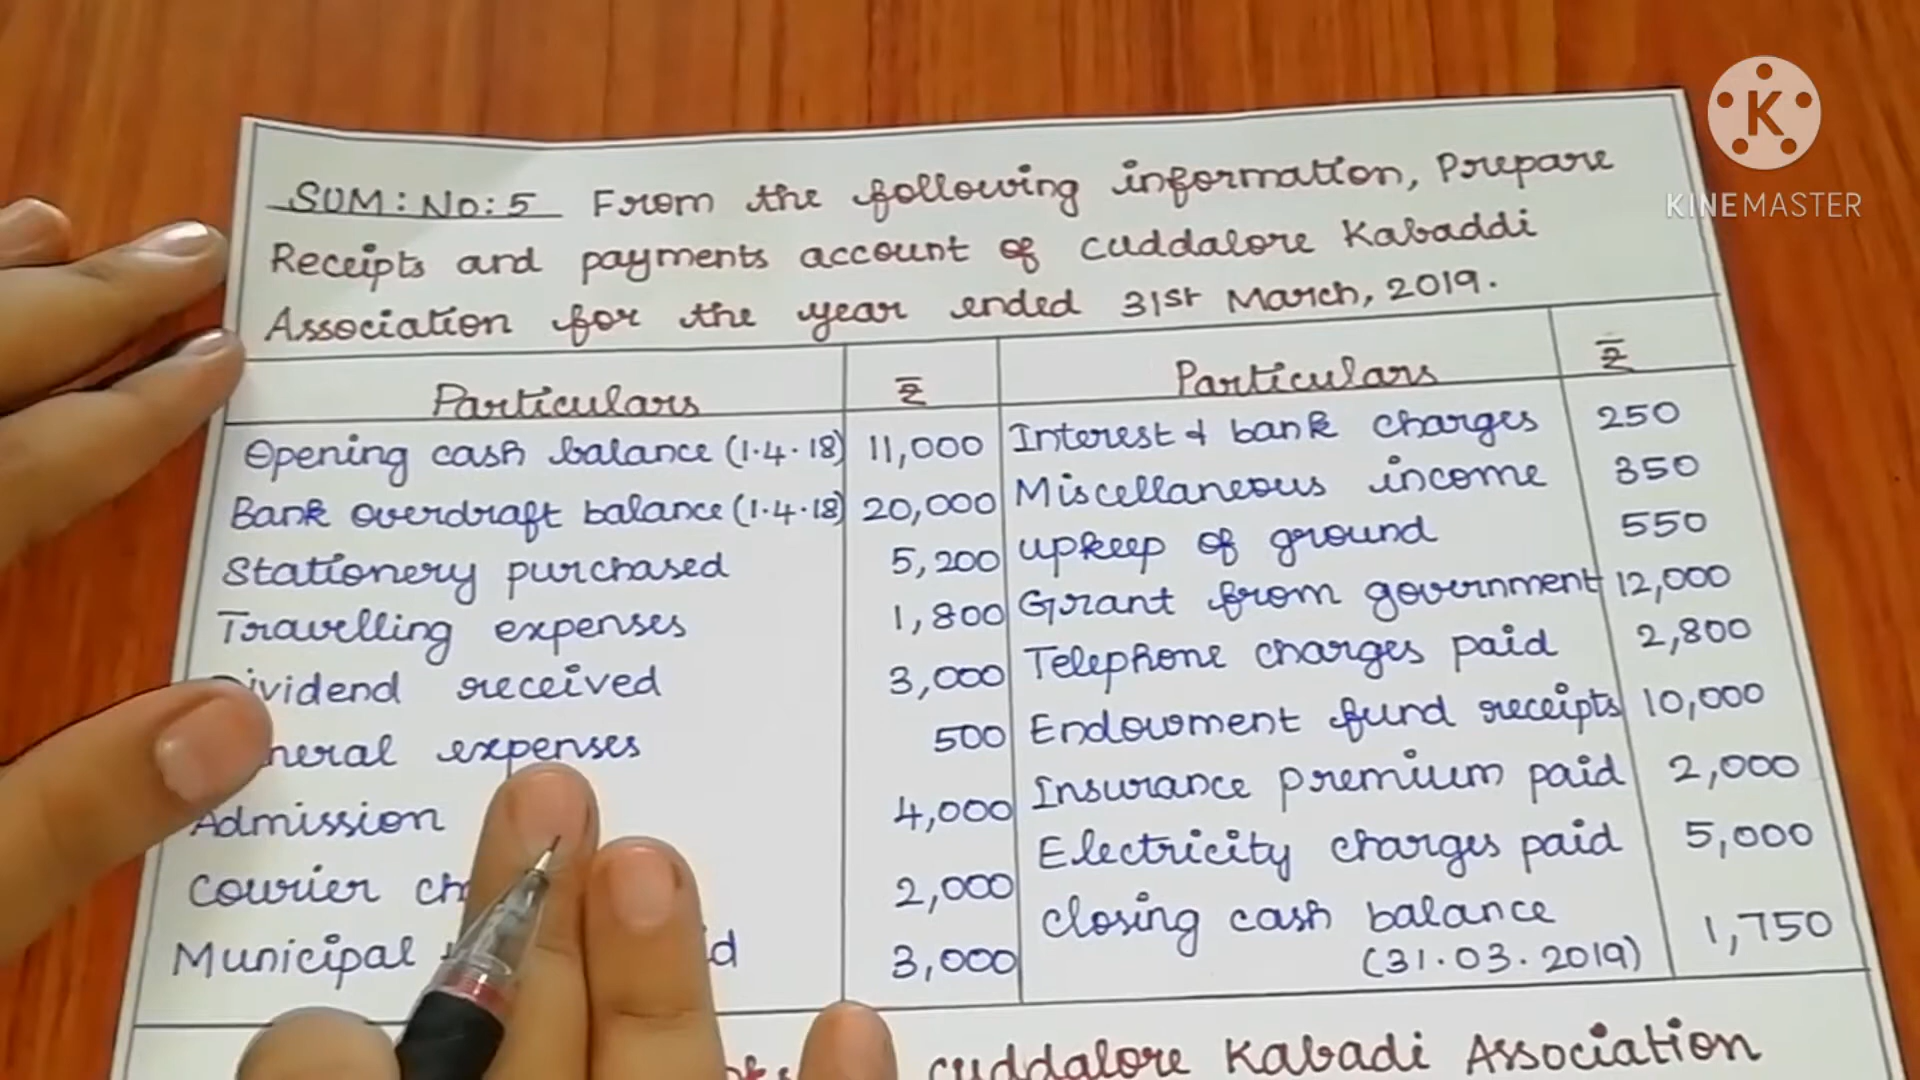 K
KINEMASTER
SUM: No: 5 From the following information, Prepare
Receipts and payments account of Cuddalore Kabaddi
Association for the year ended 31st March, 2019.
Particulars ₹ Particulars ₹
Opening cash balance (1.4.18) 11,000 Interest & bank charges 250
Bank overdraft balance (1.4.18) 20,000 Miscellaneous income 350
Stationery purchased 5,200 upkeep of ground 550
Travelling expenses 1,800 Grant from government 12,000
Dividend received 3,000 Telephone charges paid 2,800
expenses 500 Endowment fund receipts 10,000
Admission 4,000 Insurance premium paid 2,000
Courier 2,000 Electricity charges paid 5,000
Municipal 3,000 closing cash balance 1,750
(31.03.2019)
cuddalore Kabadi Association